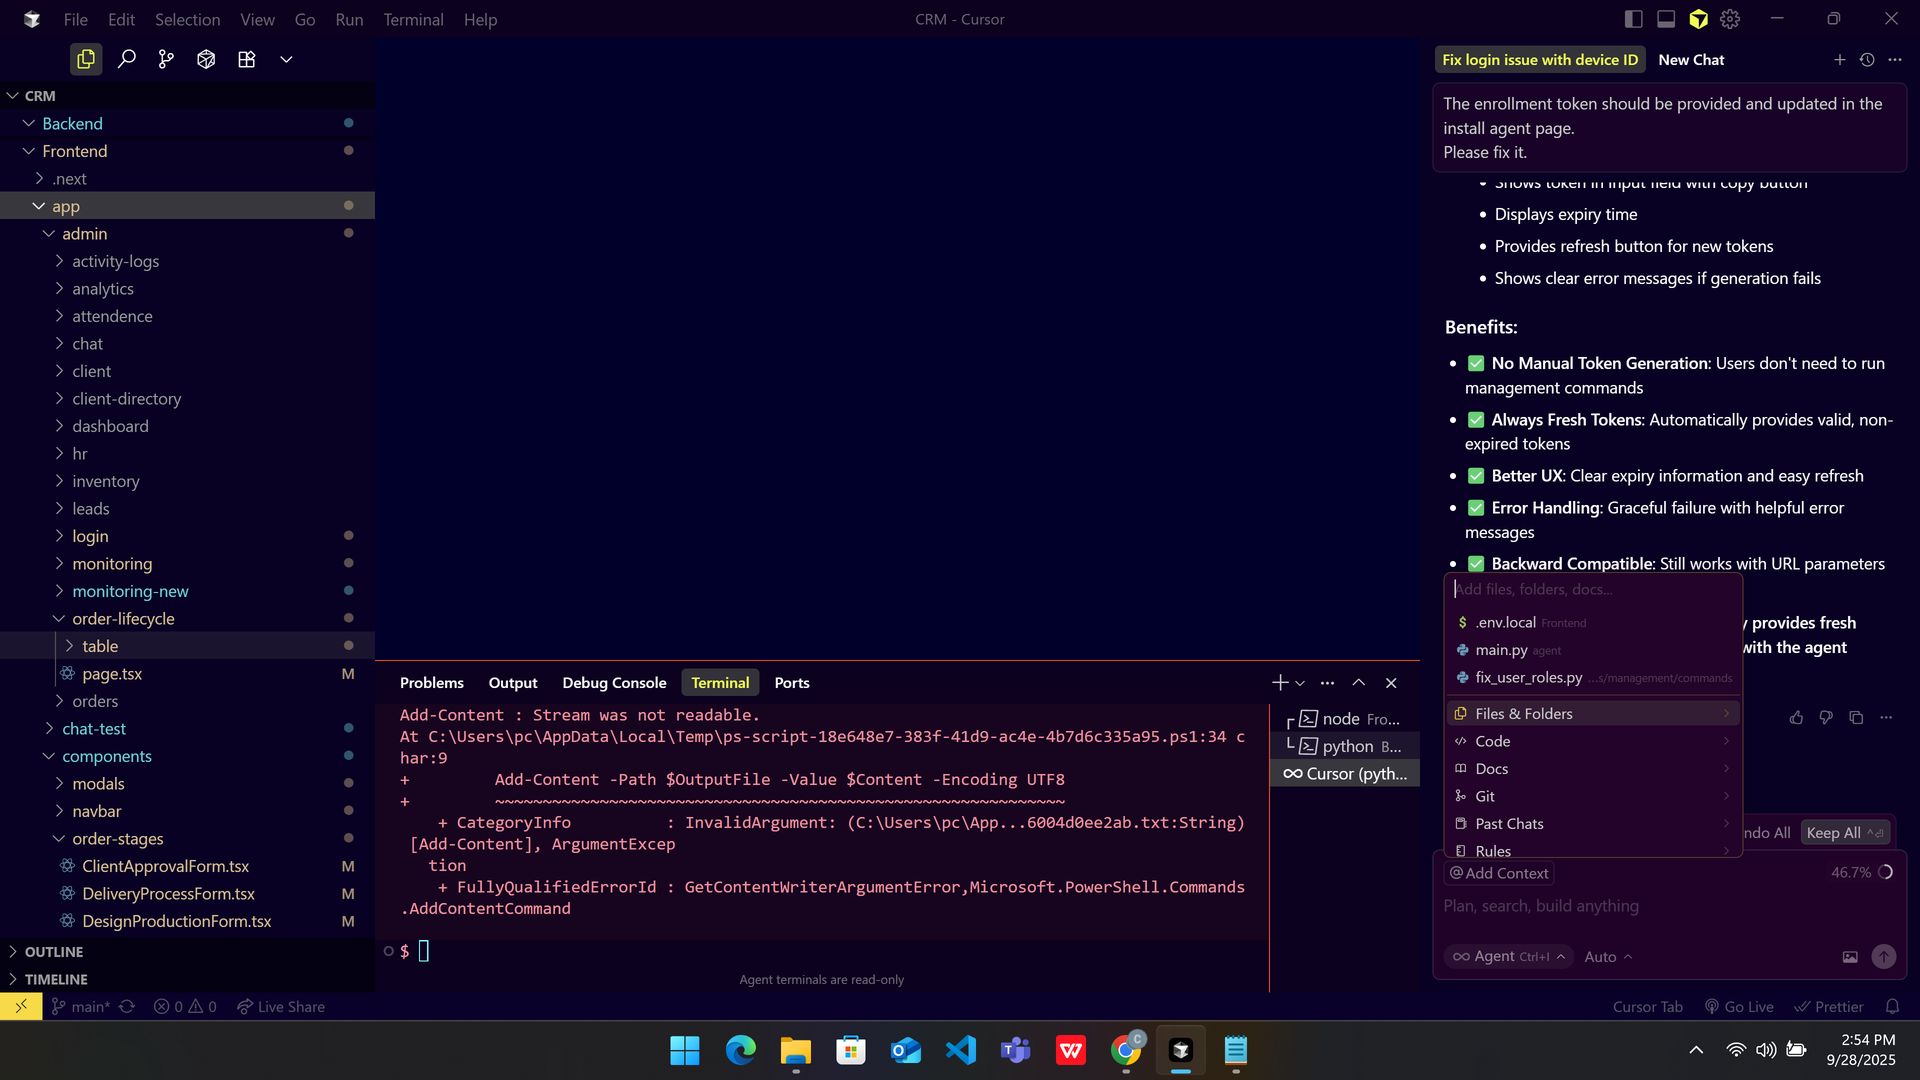 File Edit Selection View Go Run Terminal Help
CRM - Cursor
CRM
Backend
Frontend
.next
app
admin
activity-logs
analytics
attendence
chat
client
client-directory
dashboard
hr
inventory
leads
login
monitoring
monitoring-new
order-lifecycle
table
page.tsx M
orders
chat-test
components
modals
navbar
order-stages
ClientApprovalForm.tsx M
DeliveryProcessForm.tsx M
DesignProductionForm.tsx M
OUTLINE
TIMELINE
Problems Output Debug Console Terminal Ports
Add-Content : Stream was not readable.
At C:\Users\pc\AppData\Local\Temp\ps-script-18e648e7-383f-41d9-ac4e-4b7d6c335a95.ps1:34 c
har:9
+         Add-Content -Path $OutputFile -Value $Content -Encoding UTF8
+         ~~~~~~~~~~~~~~~~~~~~~~~~~~~~~~~~~~~~~~~~~~~~~~~~~~~~~~~~~~~~
    + CategoryInfo          : InvalidArgument: (C:\Users\pc\App...6004d0ee2ab.txt:String)
 [Add-Content], ArgumentExcep
   tion
    + FullyQualifiedErrorId : GetContentWriterArgumentError,Microsoft.PowerShell.Commands
.AddContentCommand
$
Agent terminals are read-only
node Fro...
python B...
Cursor (pyth...
Fix login issue with device ID New Chat
The enrollment token should be provided and updated in the
install agent page.
Please fix it.
Shows token in input field with copy button
Displays expiry time
Provides refresh button for new tokens
Shows clear error messages if generation fails
Benefits:
✅ No Manual Token Generation: Users don't need to run
management commands
✅ Always Fresh Tokens: Automatically provides valid, non-
expired tokens
✅ Better UX: Clear expiry information and easy refresh
✅ Error Handling: Graceful failure with helpful error
messages
✅ Backward Compatible: Still works with URL parameters
y provides fresh
with the agent
Add files, folders, docs...
$ .env.local Frontend
main.py agent
fix_user_roles.py ...s/management/commands
Files & Folders
Code
Docs
Git
Past Chats
Rules
ndo All Keep All
@ Add Context 46.7%
Plan, search, build anything
Agent Ctrl+I Auto
main* 0 0 Live Share
Cursor Tab Go Live Prettier
2:54 PM
9/28/2025